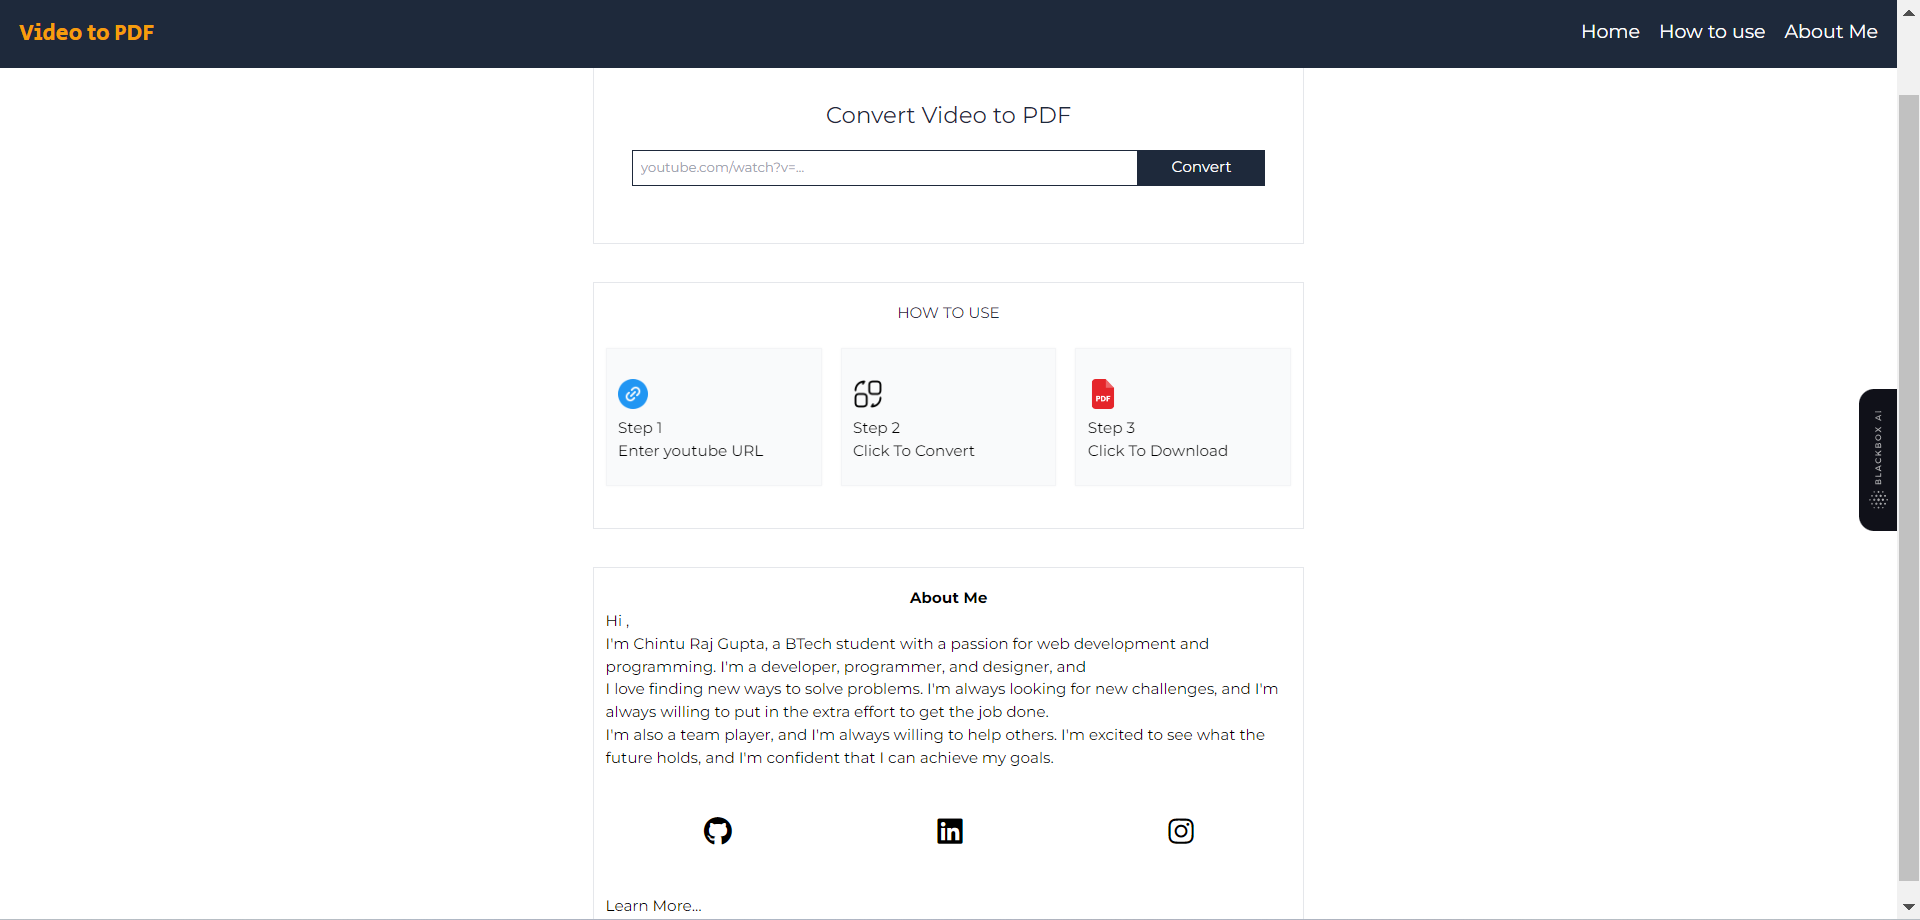 Video to PDF
Home How to use About Me
Convert Video to PDF
youtube.com/watch?v=...
Convert
HOW TO USE
Step 1
Enter youtube URL
Step 2
Click To Convert
PDF
Step 3
Click To Download
BLACKBOX AI
About Me
Hi ,
I'm Chintu Raj Gupta, a BTech student with a passion for web development and
programming. I'm a developer, programmer, and designer, and
I love finding new ways to solve problems. I'm always looking for new challenges, and I'm
always willing to put in the extra effort to get the job done.
I'm also a team player, and I'm always willing to help others. I'm excited to see what the
future holds, and I'm confident that I can achieve my goals.
in
Learn More...